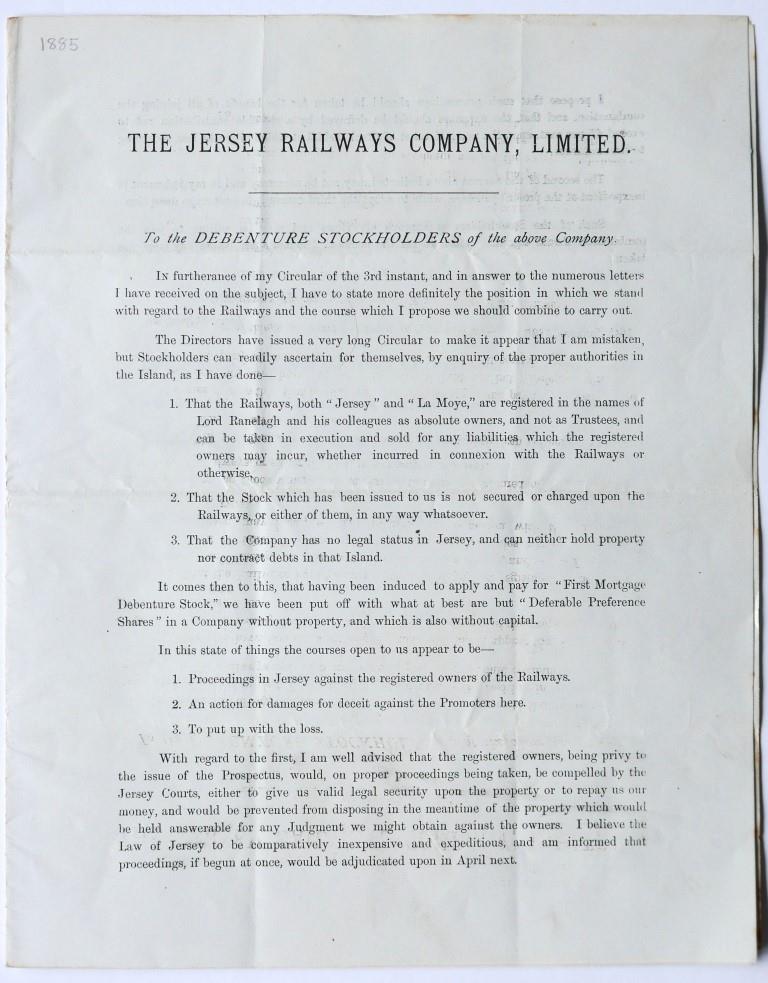 1885
THE JERSEY RAILWAYS COMPANY, LIMITED.
To the DEBENTURE STOCKHOLDERS of the above Company.
In furtherance of my Circular of the 3rd instant, and in answer to the numerous letters
I have received on the subject, I have to state more definitely the position in which we stand
with regard to the Railways and the course which I propose we should combine to carry out.
The Directors have issued a very long Circular to make it appear that I am mistaken,
but Stockholders can readily ascertain for themselves, by enquiry of the proper authorities in
the Island, as I have done—
1. That the Railways, both "Jersey" and "La Moye," are registered in the names of
Lord Ranelagh and his colleagues as absolute owners, and not as Trustees, and
can be taken in execution and sold for any liabilities which the registered
owners may incur, whether incurred in connexion with the Railways or
otherwise.
2. That the Stock which has been issued to us is not secured or charged upon the
Railways, or either of them, in any way whatsoever.
3. That the Company has no legal status in Jersey, and can neither hold property
nor contract debts in that Island.
It comes then to this, that having been induced to apply and pay for "First Mortgage
Debenture Stock," we have been put off with what at best are but "Deferable Preference
Shares" in a Company without property, and which is also without capital.
In this state of things the courses open to us appear to be—
1. Proceedings in Jersey against the registered owners of the Railways.
2. An action for damages for deceit against the Promoters here.
3. To put up with the loss.
With regard to the first, I am well advised that the registered owners, being privy to
the issue of the Prospectus, would, on proper proceedings being taken, be compelled by the
Jersey Courts, either to give us valid legal security upon the property or to repay us our
money, and would be prevented from disposing in the meantime of the property which would
be held answerable for any Judgment we might obtain against the owners. I believe the
Law of Jersey to be comparatively inexpensive and expeditious, and am informed that
proceedings, if begun at once, would be adjudicated upon in April next.